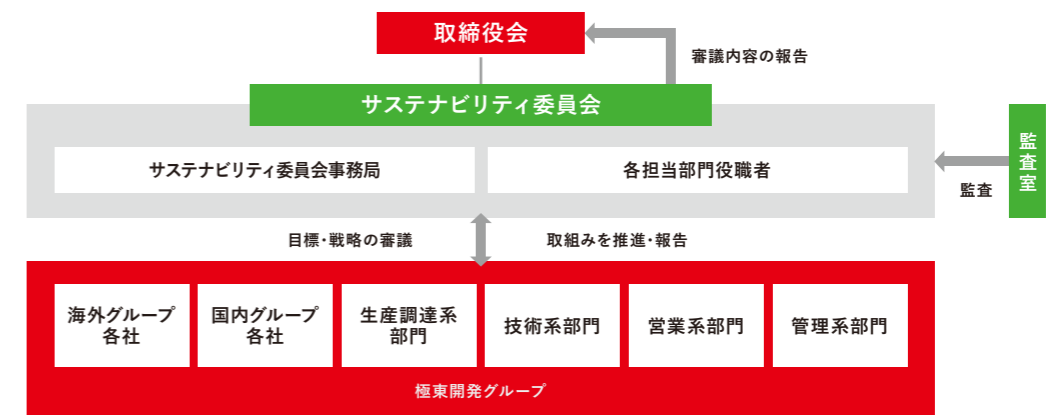 取締役会
審議内容の報告
サステナビリティ委員会
監査室
サステナビリティ委員会事務局
各担当部門役職者
監査
目標・戦略の審議
取組みを推進・報告
海外グループ
各社
国内グループ
各社
生産調達系
部門
技術系部門
営業系部門
管理系部門
極東開発グループ